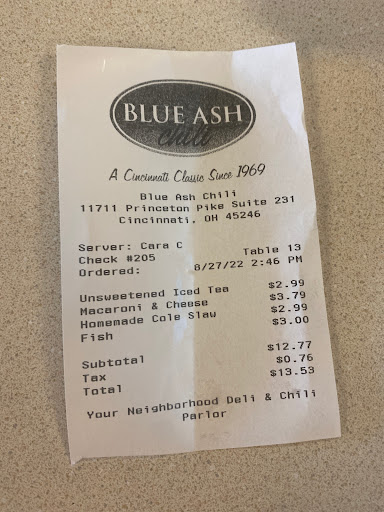 BLUE ASH
chili
A Cincinnati Classic Since 1969
Blue Ash Chili
11711 Princeton Pike Suite 231
Cincinnati, OH 45246
Server: Cara C
Check #205 Table 13
Ordered: 8/27/22 2:46 PM
Unsweetened Iced Tea $2.99
Macaroni & Cheese $3.79
Homemade Cole Slaw $2.99
Fish $3.00
Subtotal $12.77
Tax $0.76
Total $13.53
Your Neighborhood Deli & Chili
Parlor